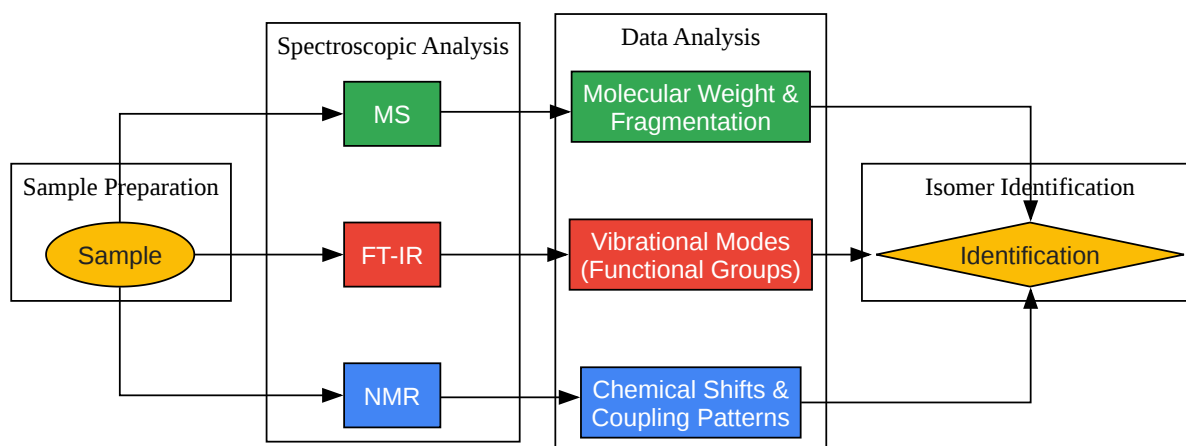 Spectroscopic Analysis
Data Analysis
MS
Molecular Weight &
Fragmentation
Sample Preparation
Isomer Identification
Sample
FT-IR
Vibrational Modes
(Functional Groups)
Identification
NMR
Chemical Shifts &
Coupling Patterns